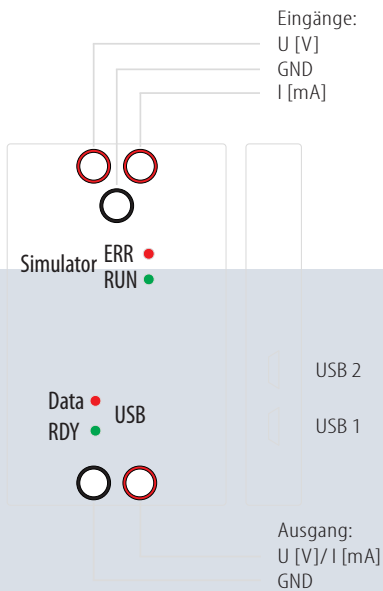 Eingänge:
U [V]
GND
I [mA]
Simulator
ERR
RUN
USB 2
Data
USB
RDY
USB 1
Ausgang:
U [V]/ I [mA]
GND